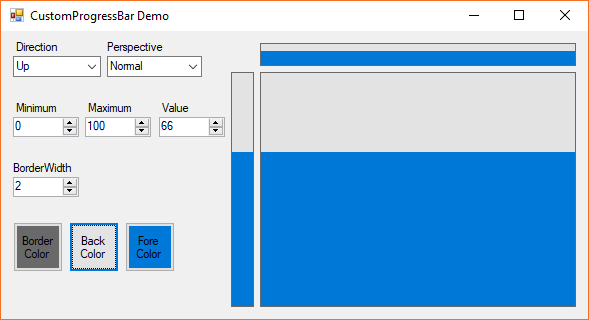 CustomProgressBar Demo
Direction Perspective
Up Normal
Minimum Maximum Value
0 100 66
BorderWidth
2
Border Back Fore
Color Color Color